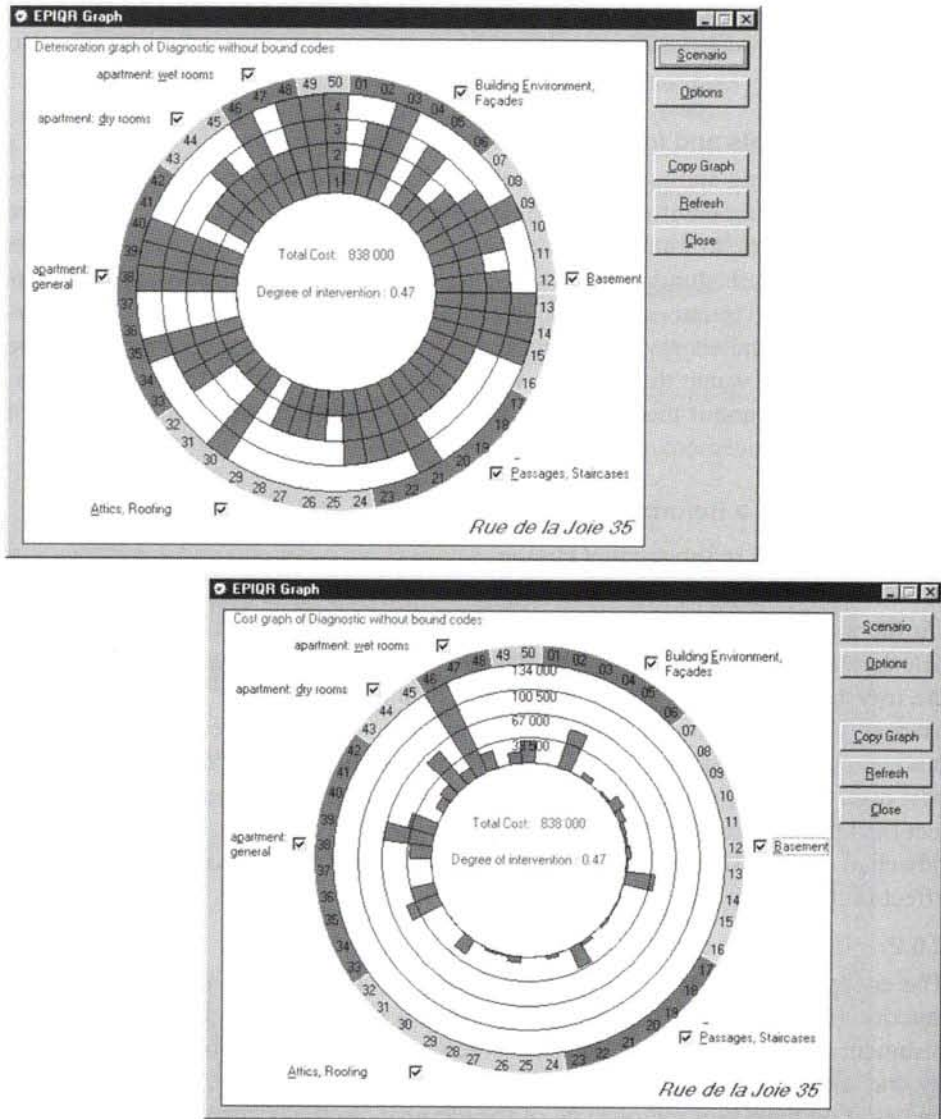 EPIQR Graph
Deterioration graph of Diagnostic without bound codes
apartment: wet rooms
Building Environment, Façades
apartment: dry rooms
apartment: general
Basement
Passages, Staircases
Attics, Roofing
01 02 03 04 05 06 07 08 09 10 11 12 13 14 15 16 17 18 19 20 21 22 23 24 25 26 27 28 29 30 31 32 33 34 35 36 37 38 39 40 41 42 43 44 45 46 47 48 49 50
4
3
2
1
Total Cost: 838 000
Degree of intervention : 0.47
Rue de la Joie 35
Scenario
Options
Copy Graph
Refresh
Close
EPIQR Graph
Cost graph of Diagnostic without bound codes
apartment: wet rooms
Building Environment, Façades
apartment: dry rooms
apartment: general
Basement
Passages, Staircases
Attics, Roofing
01 02 03 04 05 06 07 08 09 10 11 12 13 14 15 16 17 18 19 20 21 22 23 24 25 26 27 28 29 30 31 32 33 34 35 36 37 38 39 40 41 42 43 44 45 46 47 48 49 50
134 000
100 500
67 000
33 500
Total Cost: 838 000
Degree of intervention : 0.47
Rue de la Joie 35
Scenario
Options
Copy Graph
Refresh
Close